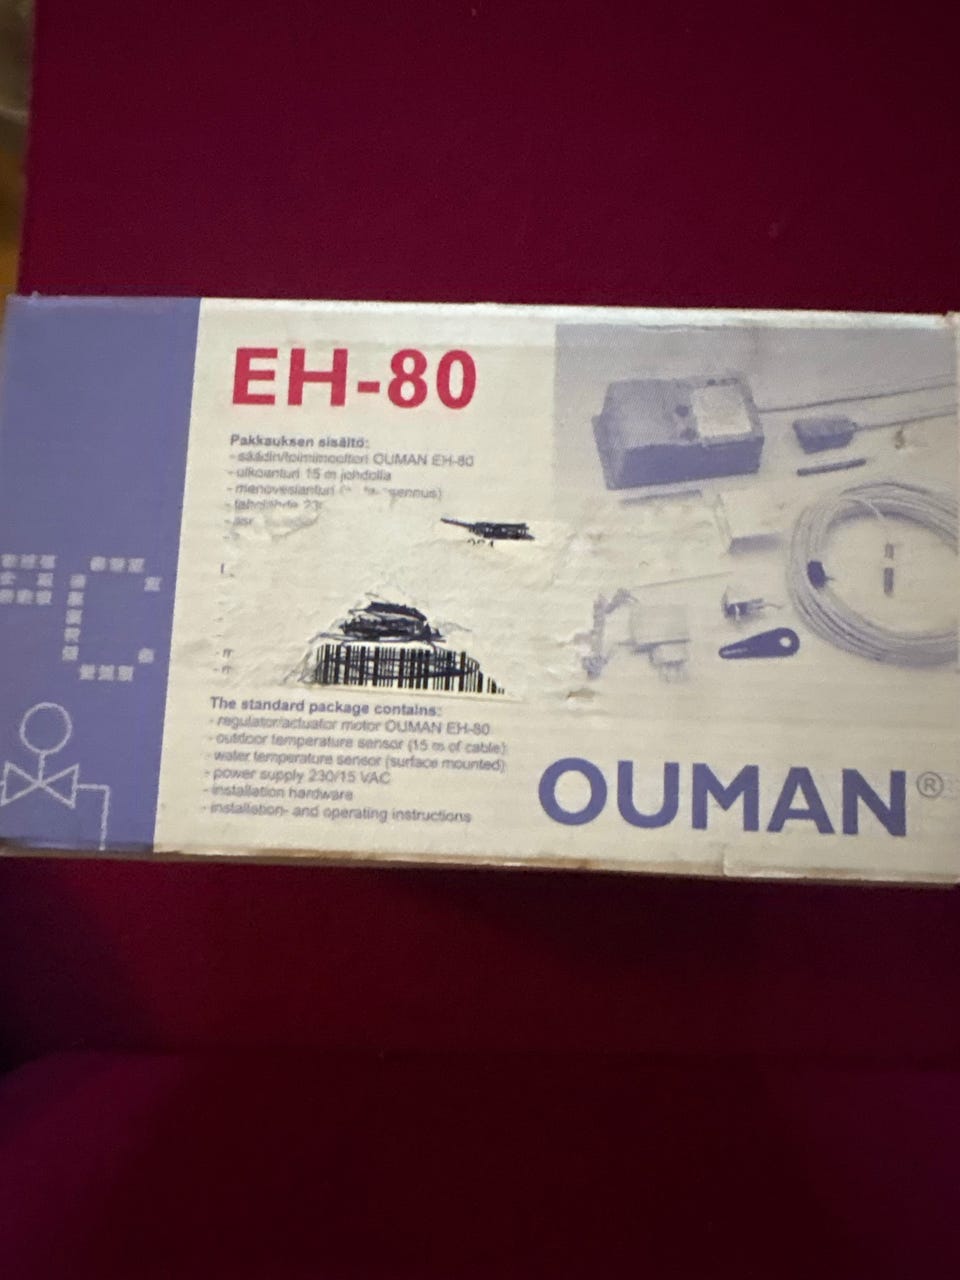 EH-80
Pakkauksen sisältö:
- säädin/toimimoottori OUMAN EH-80
- ulkoanturi 15 m johdolla
- menovesianturi
The standard package contains:
- regulator/actuator motor OUMAN EH-80
- outdoor temperature sensor (15 m of cable)
- water temperature sensor (surface mounted)
- power supply 230/15 VAC
- installation hardware
- installation- and operating instructions
OUMAN®